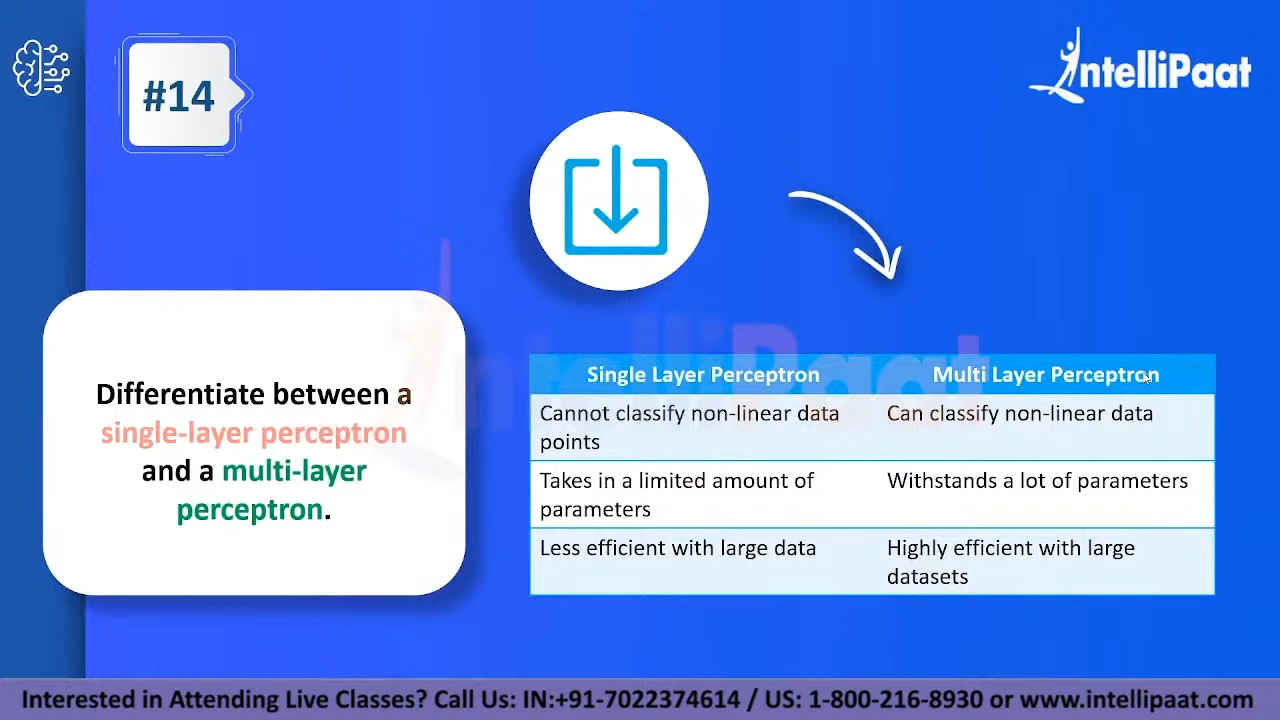 #14
IntelliPaat
Differentiate between a
single-layer perceptron
and a multi-layer
perceptron.
IntelliPaat
Single Layer Perceptron Multi Layer Perceptron
Cannot classify non-linear data Can classify non-linear data
points
Takes in a limited amount of Withstands a lot of parameters
parameters
Less efficient with large data Highly efficient with large
datasets
Interested in Attending Live Classes? Call Us: IN:+91-7022374614 / US: 1-800-216-8930 or www.intellipaat.com